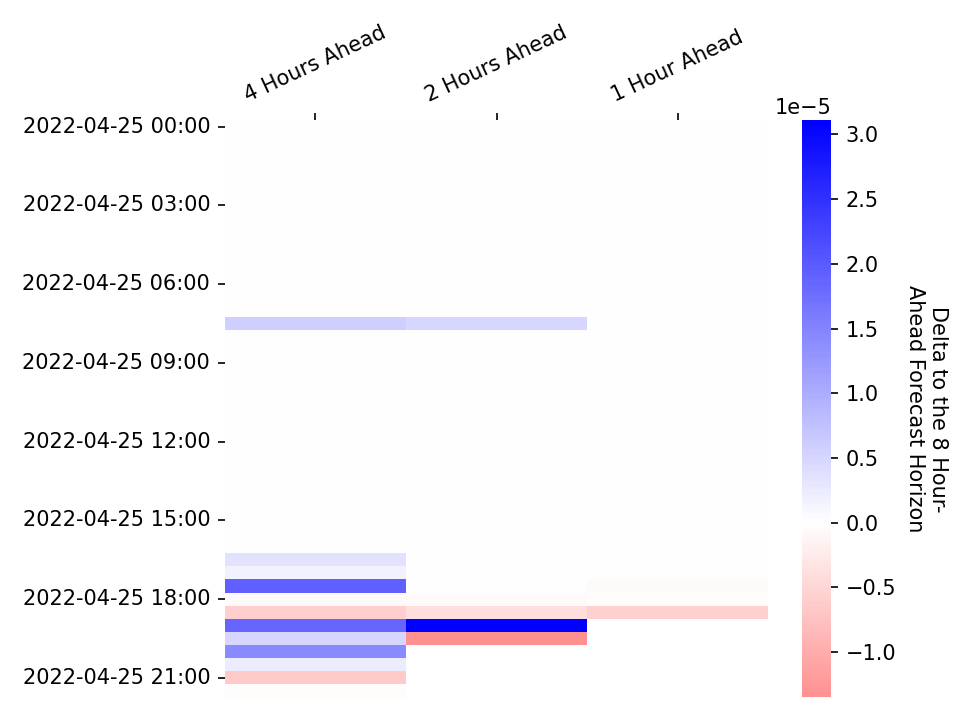 4 Hours Ahead
2 Hours Ahead
1 Hour Ahead
1e−5
2022-04-25 00:00
2022-04-25 03:00
2022-04-25 06:00
2022-04-25 09:00
2022-04-25 12:00
2022-04-25 15:00
2022-04-25 18:00
2022-04-25 21:00
3.0
2.5
2.0
1.5
1.0
0.5
0.0
−0.5
−1.0
Delta to the 8 Hour-
Ahead Forecast Horizon